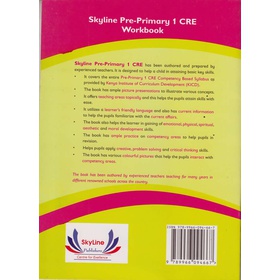 Skyline Pre-Primary 1 CRE
Workbook
Skyline Pre-Primary 1 CRE has been authored and prepared by
experienced teachers. It is designed to help a child in attaining basic key skills
It covers the entire Pre-Primary 1 CRE Competency Based Syllabus as
provided by Kenya Institute of Curriculum Development (KICD).
The book has ample picture presentations to illustrate various concepts.
It offers teaching areas explicitly and this helps the pupils attain skills with
ease.
It utilizes a learner's friendly language and also has current information
to help the pupils familiarize with the current affairs.
The book also helps the learner in gaining of emotional, physical, spiritual,
aesthetic and moral development skills.
The book has ample practice on competency areas to help pupils in
revision.
Helps pupils apply creative, problem solving and critical thinking skills.
The book has various colourful pictures that help the pupils interact with
competency areas.
The book has been authored by experienced teachers teaching for many years in
different renowned schools across the country.
SkyLine
Publishers